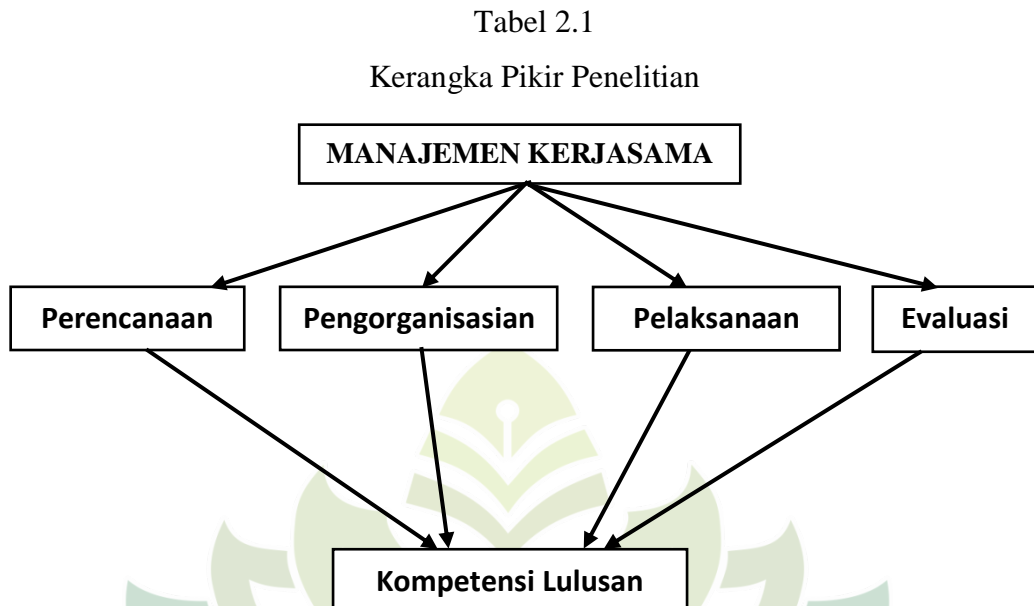 Tabel 2.1
Kerangka Pikir Penelitian
MANAJEMEN KERJASAMA
Perencanaan
Pengorganisasian
Pelaksanaan
Evaluasi
Kompetensi Lulusan